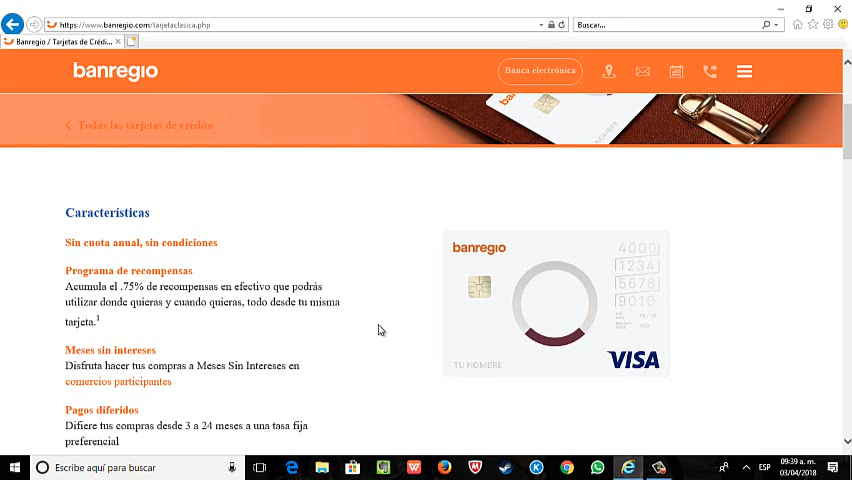 https://www.banregio.com/tarjetaclasica.php
Buscar...
Banregio / Tarjetas de Crédi...
banregio
Banca electrónica
Todas las tarjetas de crédito
Características
Sin cuota anual, sin condiciones
Programa de recompensas
Acumula el .75% de recompensas en efectivo que podrás
utilizar donde quieras y cuando quieras, todo desde tu misma
tarjeta.1
Meses sin intereses
Disfruta hacer tus compras a Meses Sin Intereses en
comercios participantes
Pagos diferidos
Difiere tus compras desde 3 a 24 meses a una tasa fija
preferencial
banregio
4000
1234
5678
9010
TU NOMBRE
VISA
Escribe aquí para buscar
ESP
09:39 a. m.
03/04/2018